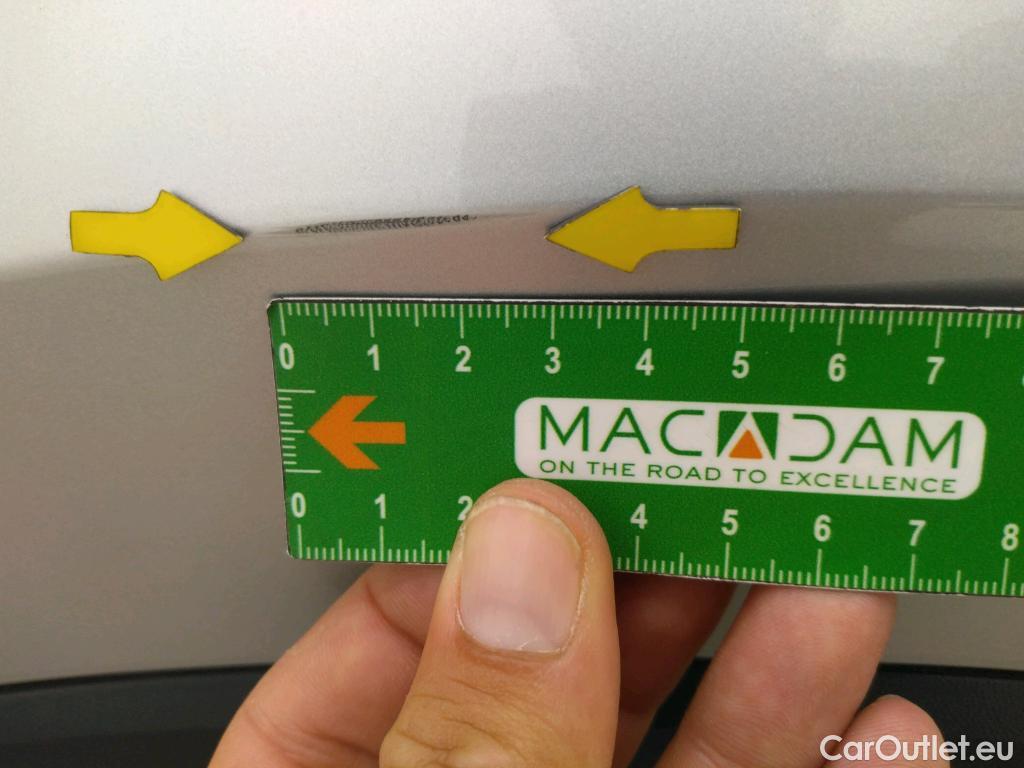 0 1 2 3 4 5 6 7
MACADAM
ON THE ROAD TO EXCELLENCE
0 1 2 4 5 6 7 8
CarOutlet.eu